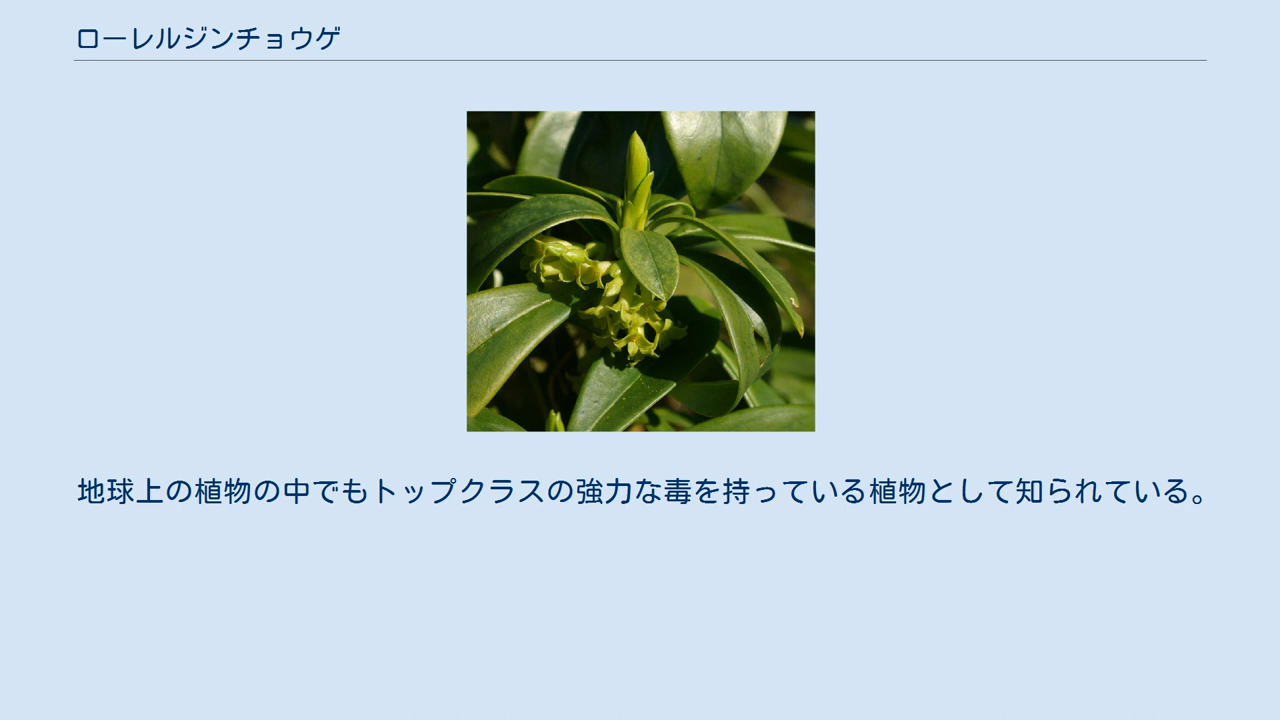 ローレルジンチョウゲ
地球上の植物の中でもトップクラスの強力な毒を持っている植物として知られている。